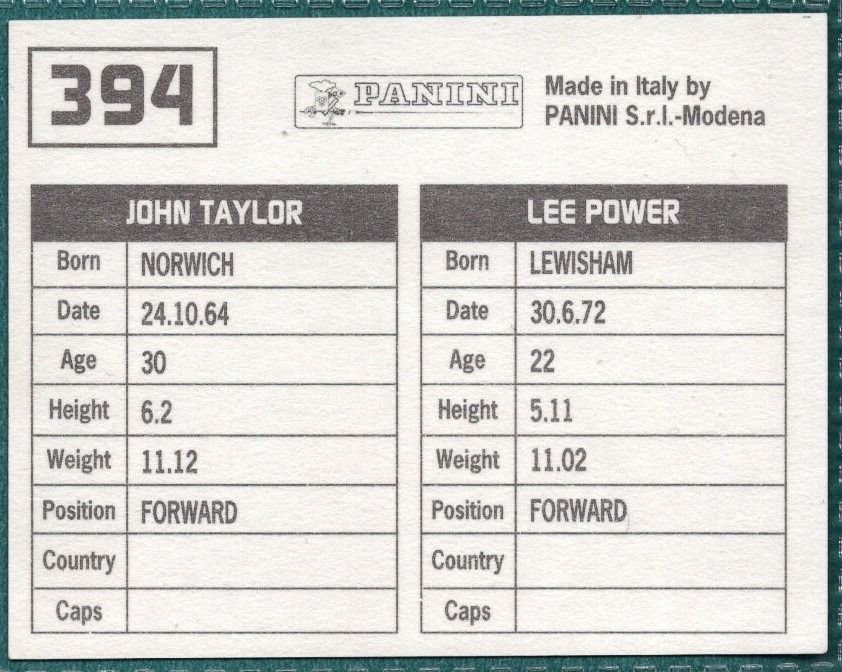 394
PANINI
Made in Italy by
PANINI S.r.l.-Modena
JOHN TAYLOR
Born NORWICH
Date 24.10.64
Age 30
Height 6.2
Weight 11.12
Position FORWARD
Country
Caps
LEE POWER
Born LEWISHAM
Date 30.6.72
Age 22
Height 5.11
Weight 11.02
Position FORWARD
Country
Caps